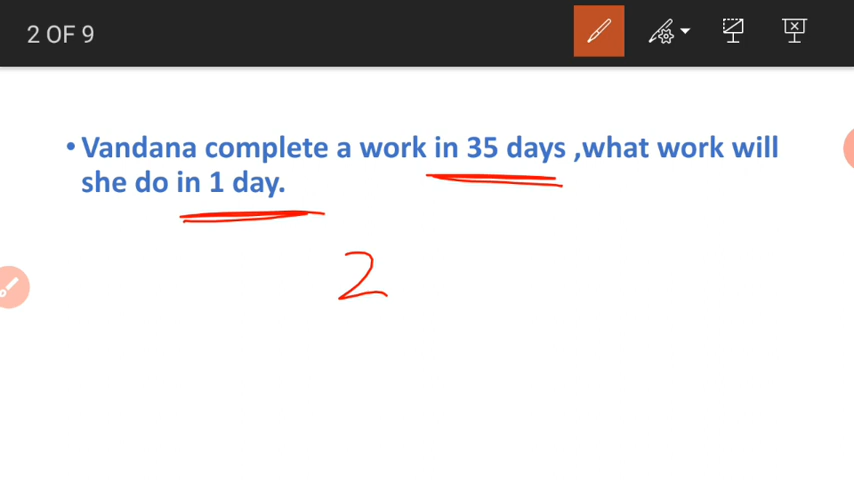 2 OF 9
• Vandana complete a work in 35 days ,what work will
she do in 1 day.
2